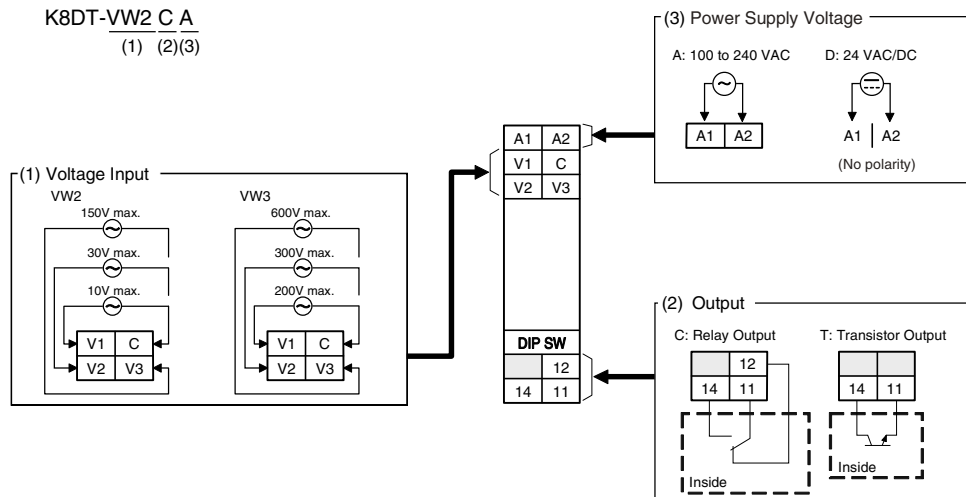 K8DT-VW2 C A
(1) (2)(3)
(3) Power Supply Voltage
A: 100 to 240 VAC D: 24 VAC/DC
A1 A2
A1 A2
(No polarity)
A1 A2
V1 C
V2 V3
DIP SW
12
14 11
(1) Voltage Input
VW2
150V max.
30V max.
10V max.
V1 C
V2 V3
VW3
600V max.
300V max.
200V max.
V1 C
V2 V3
(2) Output
C: Relay Output
12
14 11
Inside
T: Transistor Output
14 11
Inside